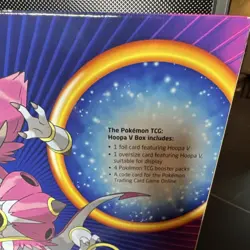 The Pokémon TCG:
Hoopa V Box includes:
• 1 foil card featuring Hoopa V
• 1 oversize card featuring Hoopa V,
suitable for display
• 4 Pokémon TCG booster packs
• A code card for the Pokémon
Trading Card Game Online